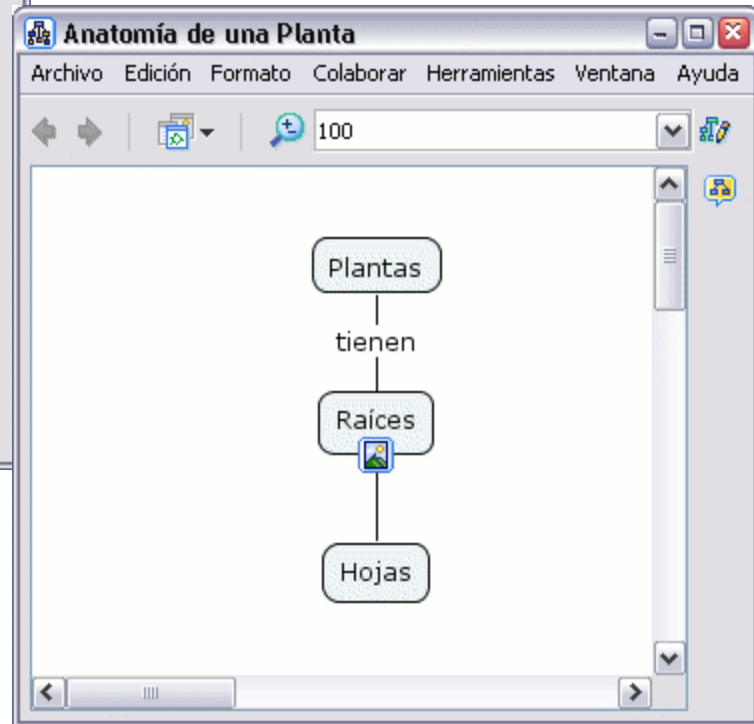 Anatomía de una Planta
Archivo Edición Formato Colaborar Herramientas Ventana Ayuda
100
Plantas
tienen
Raíces
Hojas